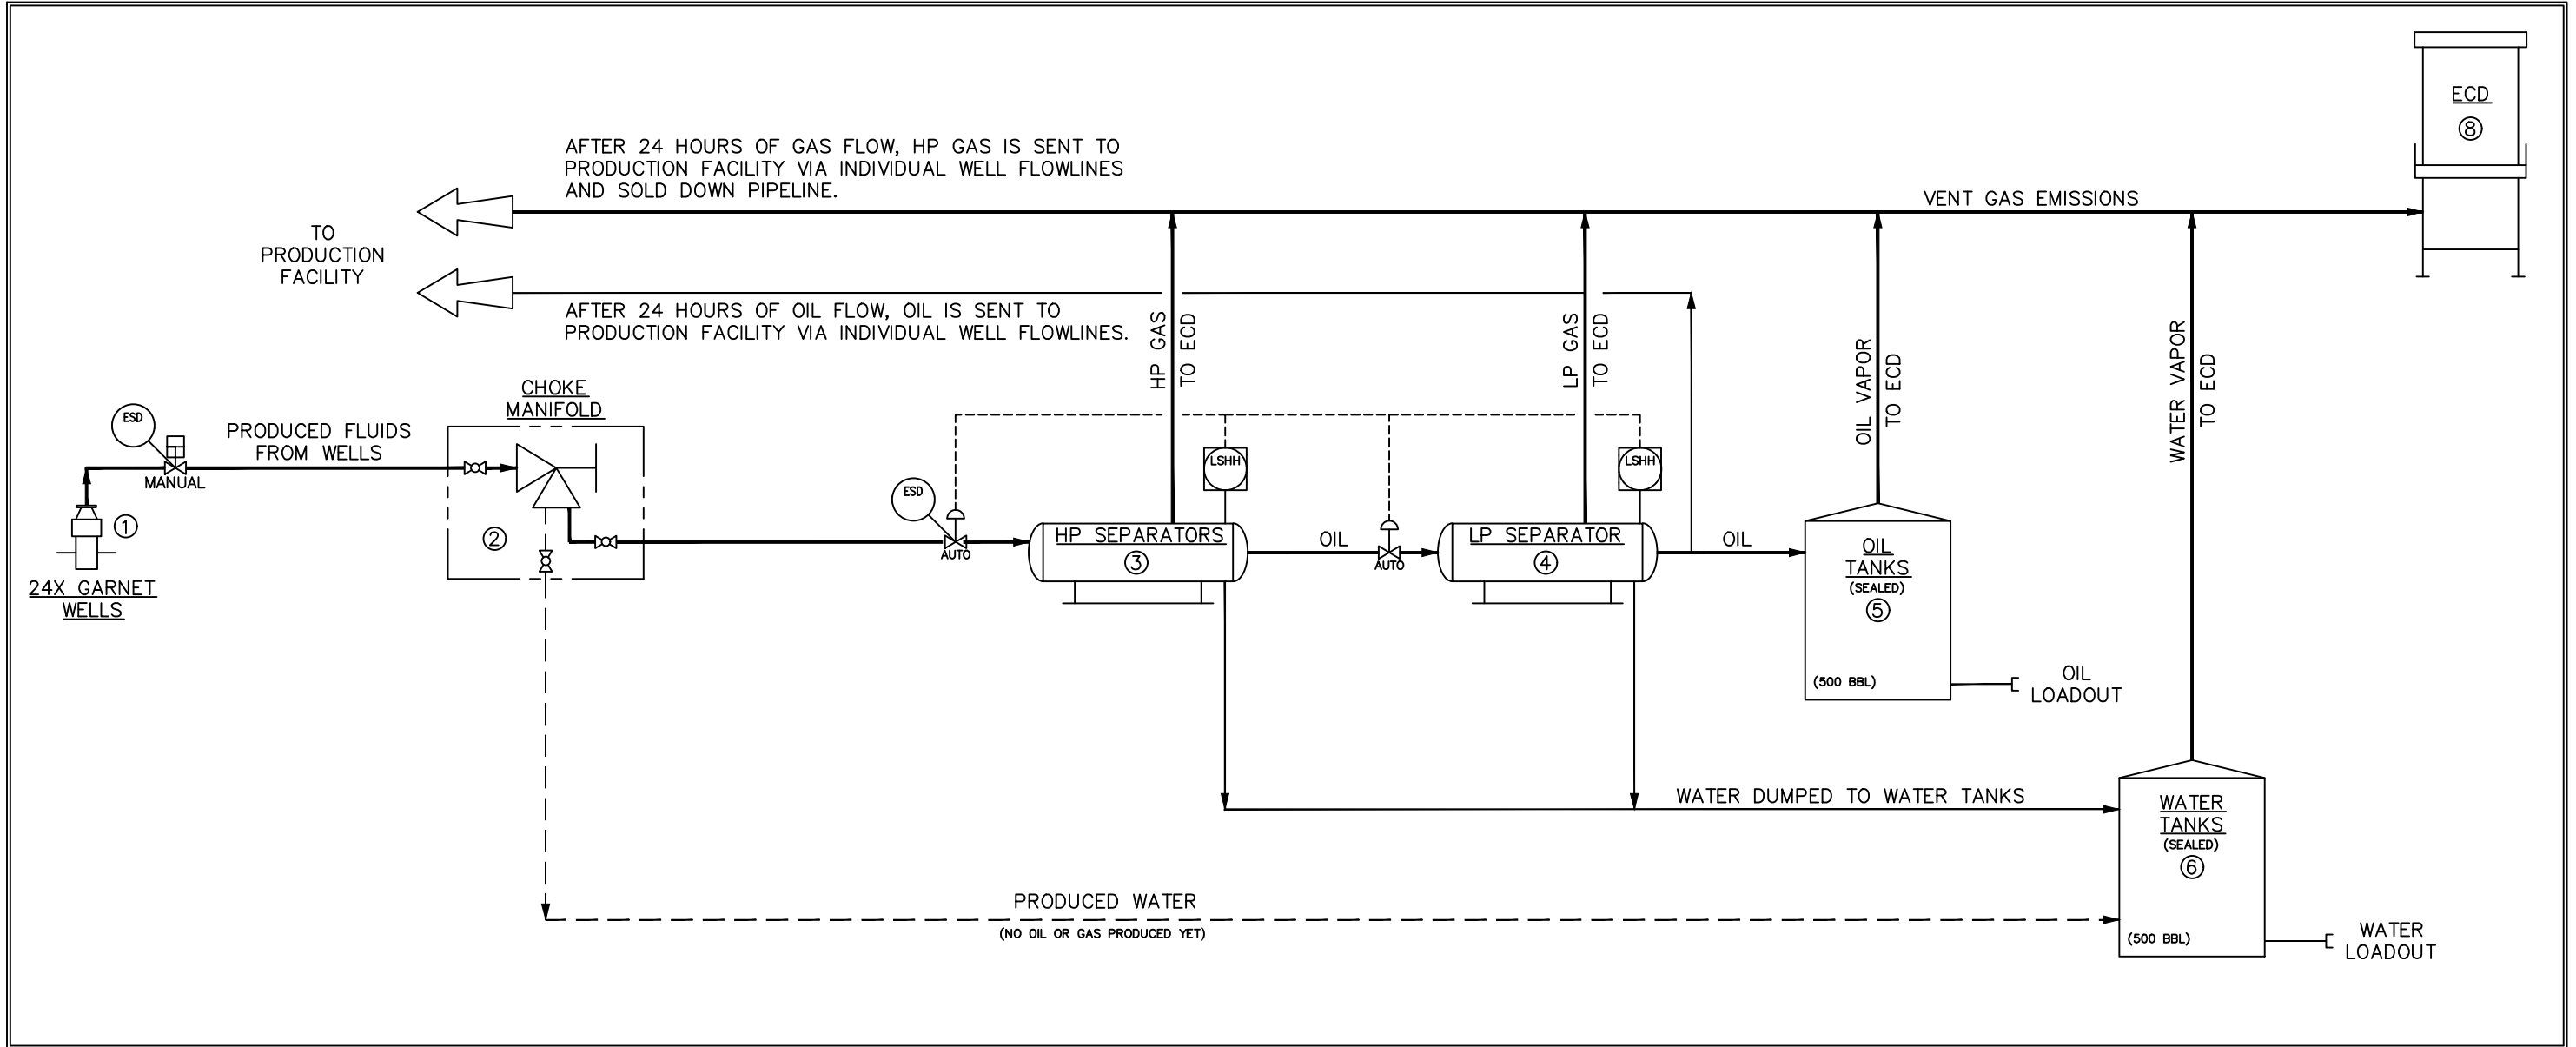 ECD
8
AFTER 24 HOURS OF GAS FLOW, HP GAS IS SENT TO
PRODUCTION FACILITY VIA INDIVIDUAL WELL FLOWLINES
AND SOLD DOWN PIPELINE.
VENT GAS EMISSIONS
TO
PRODUCTION
FACILITY
AFTER 24 HOURS OF OIL FLOW, OIL IS SENT TO
PRODUCTION FACILITY VIA INDIVIDUAL WELL FLOWLINES.
HP GAS
TO ECD
LP GAS
TO ECD
OIL VAPOR
TO ECD
WATER VAPOR
TO ECD
CHOKE
MANIFOLD
ESD
PRODUCED FLUIDS
FROM WELLS
MANUAL
1
24X GARNET
WELLS
2
ESD
AUTO
LSHH
HP SEPARATORS
3
OIL
AUTO
LSHH
LP SEPARATOR
4
OIL
OIL
TANKS
(SEALED)
5
(500 BBL)
OIL
LOADOUT
WATER DUMPED TO WATER TANKS
WATER
TANKS
(SEALED)
6
(500 BBL)
WATER
LOADOUT
PRODUCED WATER
(NO OIL OR GAS PRODUCED YET)